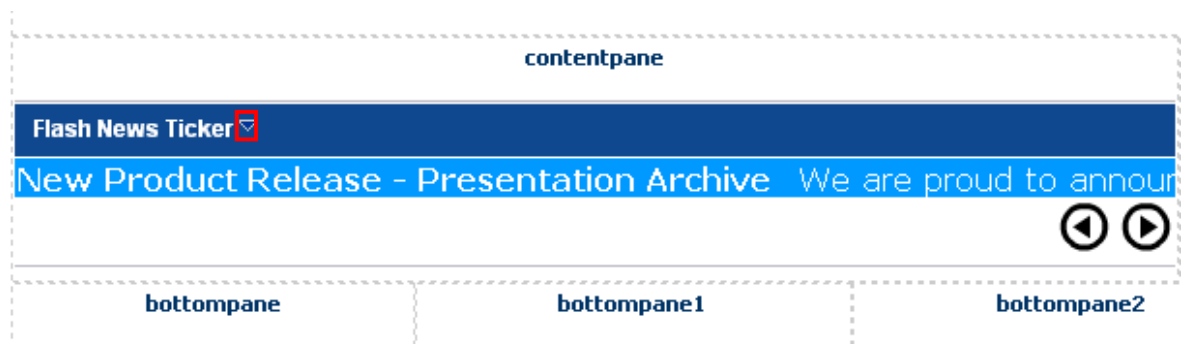 contentpane
Flash News Ticker
New Product Release - Presentation Archive We are proud to annour
bottompane bottompane1 bottompane2